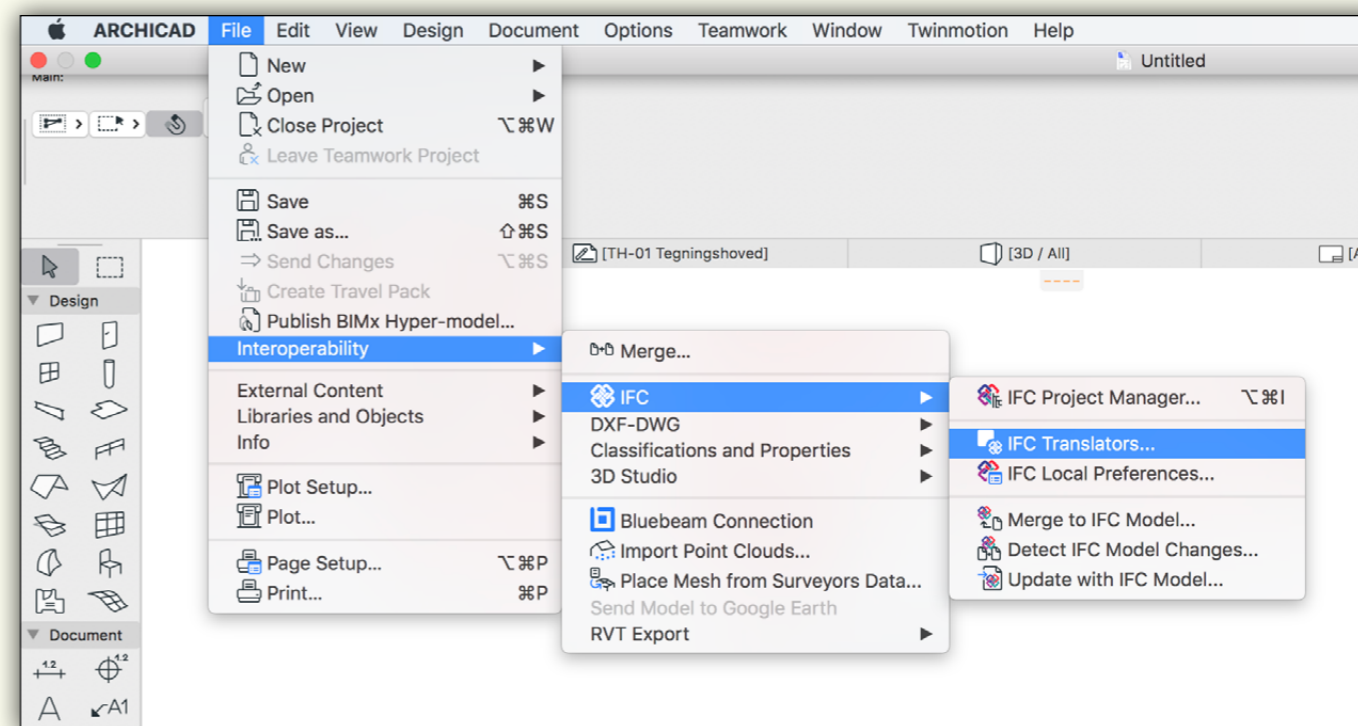 ARCHICAD File Edit View Design Document Options Teamwork Window Twinmotion Help
Untitled
Main:
New
Open
Close Project ⌥⌘W
Leave Teamwork Project
Save ⌘S
Save as... ⇧⌘S
Send Changes ⌥⌘S
Create Travel Pack
Publish BIMx Hyper-model...
Interoperability
External Content
Libraries and Objects
Info
Plot Setup...
Plot...
Page Setup... ⌥⌘P
Print... ⌘P
[TH-01 Tegningshoved] [3D / All] [A
Merge...
IFC
DXF-DWG
Classifications and Properties
3D Studio
Bluebeam Connection
Import Point Clouds...
Place Mesh from Surveyors Data...
Send Model to Google Earth
RVT Export
IFC Project Manager... ⌥⌘I
IFC Translators...
IFC Local Preferences...
Merge to IFC Model...
Detect IFC Model Changes...
Update with IFC Model...
Design
Document
1.2 1.2
A A1